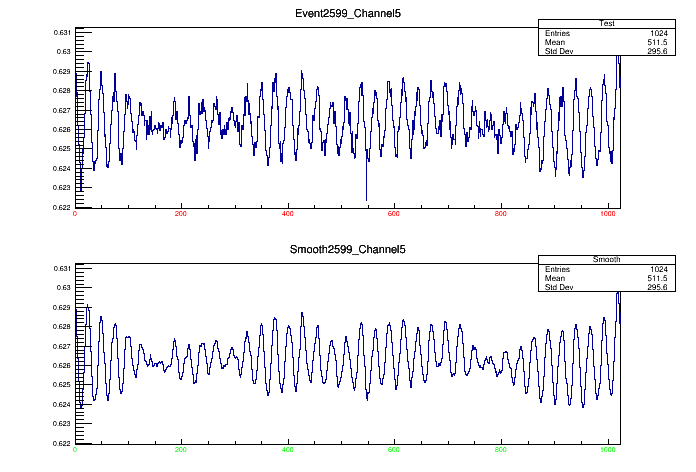 Event2599_Channel5
Test
Entries 1024
Mean 511.5
Std Dev 295.6
0.631
0.63
0.629
0.628
0.627
0.626
0.625
0.624
0.623
0.622
0 200 400 600 800 1000
Smooth2599_Channel5
Smooth
Entries 1024
Mean 511.5
Std Dev 295.6
0.631
0.63
0.629
0.628
0.627
0.626
0.625
0.624
0.623
0.622
0 200 400 600 800 1000